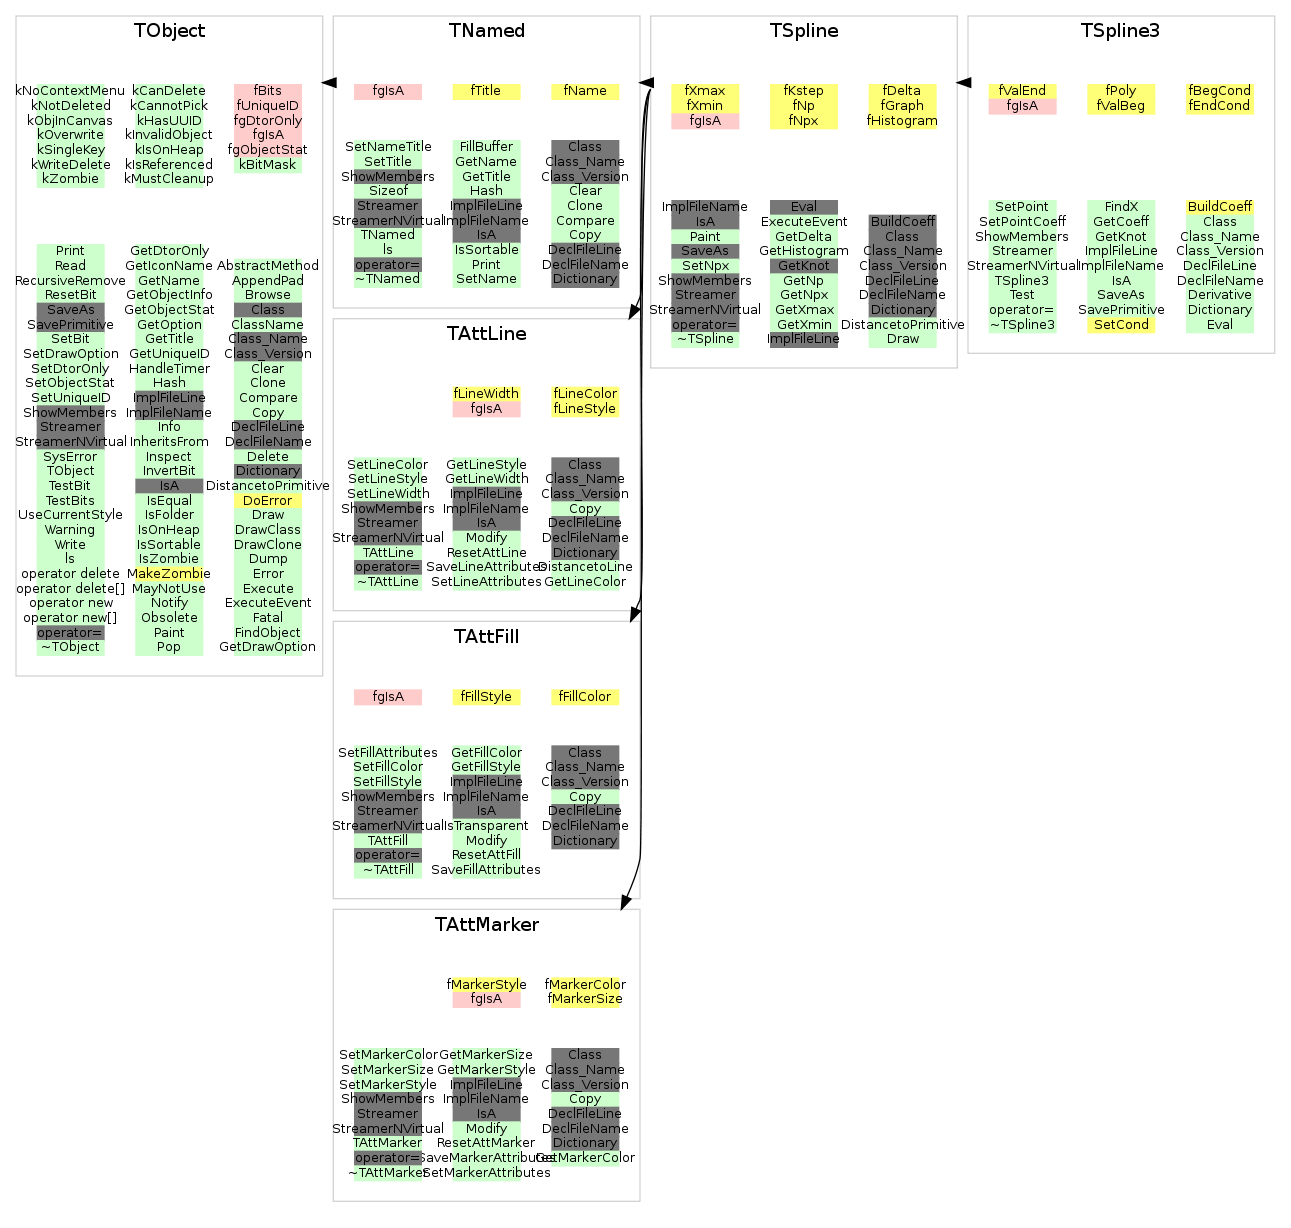 TObject
kNoContextMenu kCanDelete fBits
kNotDeleted kCannotPick fUniqueID
kObjInCanvas kHasUUID fgDtorOnly
kOverwrite kInvalidObject fgIsA
kSingleKey kIsOnHeap fgObjectStat
kWriteDelete kIsReferenced kBitMask
kZombie kMustCleanup
Print GetDtorOnly
Read GetIconName AbstractMethod
RecursiveRemove GetName AppendPad
ResetBit GetObjectInfo Browse
SaveAs GetObjectStat Class
SavePrimitive GetOption ClassName
SetBit GetTitle Class_Name
SetDrawOption GetUniqueID Class_Version
SetDtorOnly HandleTimer Clear
SetObjectStat Hash Clone
SetUniqueID ImplFileLine Compare
ShowMembers ImplFileName Copy
Streamer Info DeclFileLine
StreamerNVirtual InheritsFrom DeclFileName
SysError Inspect Delete
TObject InvertBit Dictionary
TestBit IsA DistancetoPrimitive
TestBits IsEqual DoError
UseCurrentStyle IsFolder Draw
Warning IsOnHeap DrawClass
Write IsSortable DrawClone
ls IsZombie Dump
operator delete MakeZombie Error
operator delete[] MayNotUse Execute
operator new Notify ExecuteEvent
operator new[] Obsolete Fatal
operator= Paint FindObject
~TObject Pop GetDrawOption
TNamed
fgIsA fTitle fName
SetNameTitle FillBuffer Class
SetTitle GetName Class_Name
ShowMembers GetTitle Class_Version
Sizeof Hash Clear
Streamer ImplFileLine Clone
StreamerNVirtual ImplFileName Compare
TNamed IsA Copy
ls IsSortable DeclFileLine
operator= Print DeclFileName
~TNamed SetName Dictionary
TAttLine
fLineWidth fLineColor
fgIsA fLineStyle
SetLineColor GetLineStyle Class
SetLineStyle GetLineWidth Class_Name
SetLineWidth ImplFileLine Class_Version
ShowMembers ImplFileName Copy
Streamer IsA DeclFileLine
StreamerNVirtual Modify DeclFileName
TAttLine ResetAttLine Dictionary
operator= SaveLineAttributes DistancetoLine
~TAttLine SetLineAttributes GetLineColor
TAttFill
fgIsA fFillStyle fFillColor
SetFillAttributes GetFillColor Class
SetFillColor GetFillStyle Class_Name
SetFillStyle ImplFileLine Class_Version
ShowMembers ImplFileName Copy
Streamer IsA DeclFileLine
StreamerNVirtual IsTransparent DeclFileName
TAttFill Modify Dictionary
operator= ResetAttFill
~TAttFill SaveFillAttributes
TAttMarker
fMarkerStyle fMarkerColor
fgIsA fMarkerSize
SetMarkerColor GetMarkerSize Class
SetMarkerSize GetMarkerStyle Class_Name
SetMarkerStyle ImplFileLine Class_Version
ShowMembers ImplFileName Copy
Streamer IsA DeclFileLine
StreamerNVirtual Modify DeclFileName
TAttMarker ResetAttMarker Dictionary
operator= SaveMarkerAttributes GetMarkerColor
~TAttMarker SetMarkerAttributes
TSpline
fXmax fKstep fDelta
fXmin fNp fGraph
fgIsA fNpx fHistogram
ImplFileName Eval
IsA ExecuteEvent BuildCoeff
Paint GetDelta Class
SaveAs GetHistogram Class_Name
SetNpx GetKnot Class_Version
ShowMembers GetNp DeclFileLine
Streamer GetNpx DeclFileName
StreamerNVirtual GetXmax Dictionary
operator= GetXmin DistancetoPrimitive
~TSpline ImplFileLine Draw
TSpline3
fValEnd fPoly fBegCond
fgIsA fValBeg fEndCond
SetPoint FindX BuildCoeff
SetPointCoeff GetCoeff Class
ShowMembers GetKnot Class_Name
Streamer ImplFileLine Class_Version
StreamerNVirtual ImplFileName DeclFileLine
TSpline3 IsA DeclFileName
Test SaveAs Derivative
operator= SavePrimitive Dictionary
~TSpline3 SetCond Eval